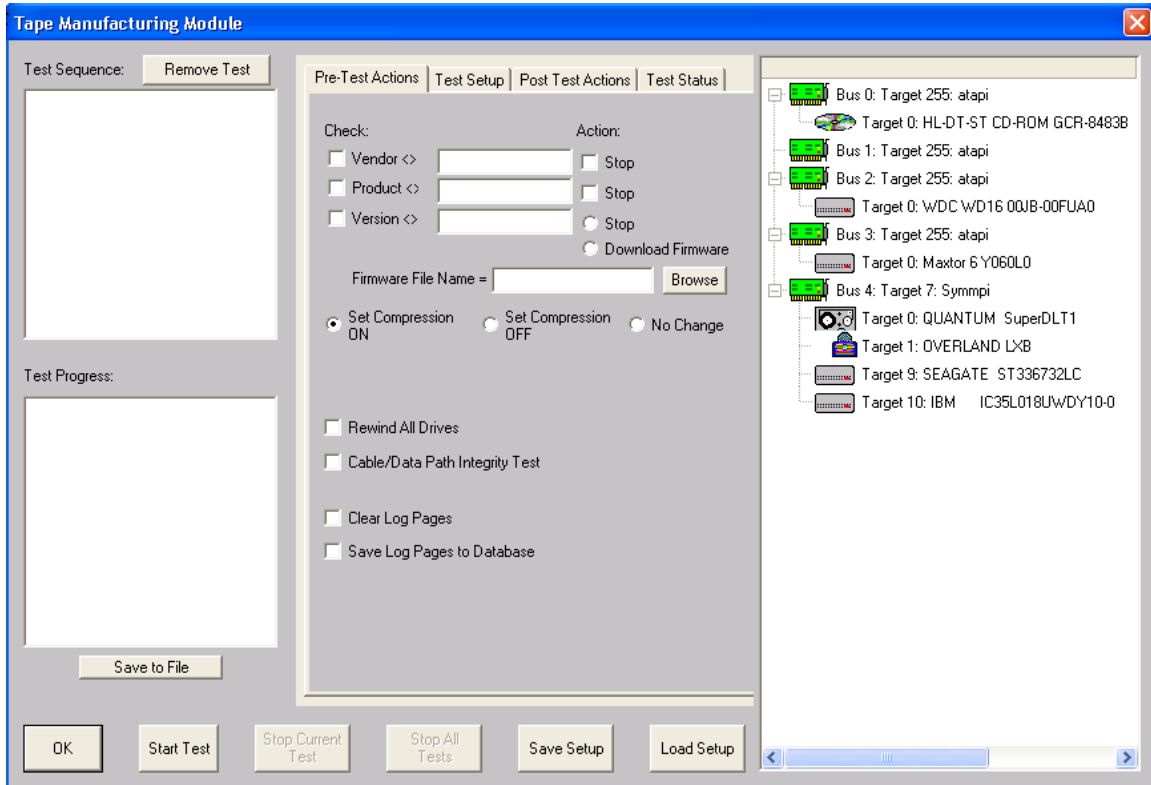 Tape Manufacturing Module
Test Sequence:
Remove Test
Test Progress:
Save to File
Pre-Test Actions
Test Setup
Post Test Actions
Test Status
Check:
Action:
Vendor <>
Stop
Product <>
Stop
Version <>
Stop
Download Firmware
Firmware File Name =
Browse
Set Compression
ON
Set Compression
OFF
No Change
Rewind All Drives
Cable/Data Path Integrity Test
Clear Log Pages
Save Log Pages to Database
Bus 0: Target 255: atapi
Target 0: HL-DT-ST CD-ROM GCR-8483B
Bus 1: Target 255: atapi
Bus 2: Target 255: atapi
Target 0: WDC WD16 00JB-00FUA0
Bus 3: Target 255: atapi
Target 0: Maxtor 6 Y060L0
Bus 4: Target 7: Symmpi
Target 0: QUANTUM SuperDLT1
Target 1: OVERLAND LXB
Target 9: SEAGATE ST336732LC
Target 10: IBM IC35L018UWDY10-0
OK
Start Test
Stop Current
Test
Stop All
Tests
Save Setup
Load Setup